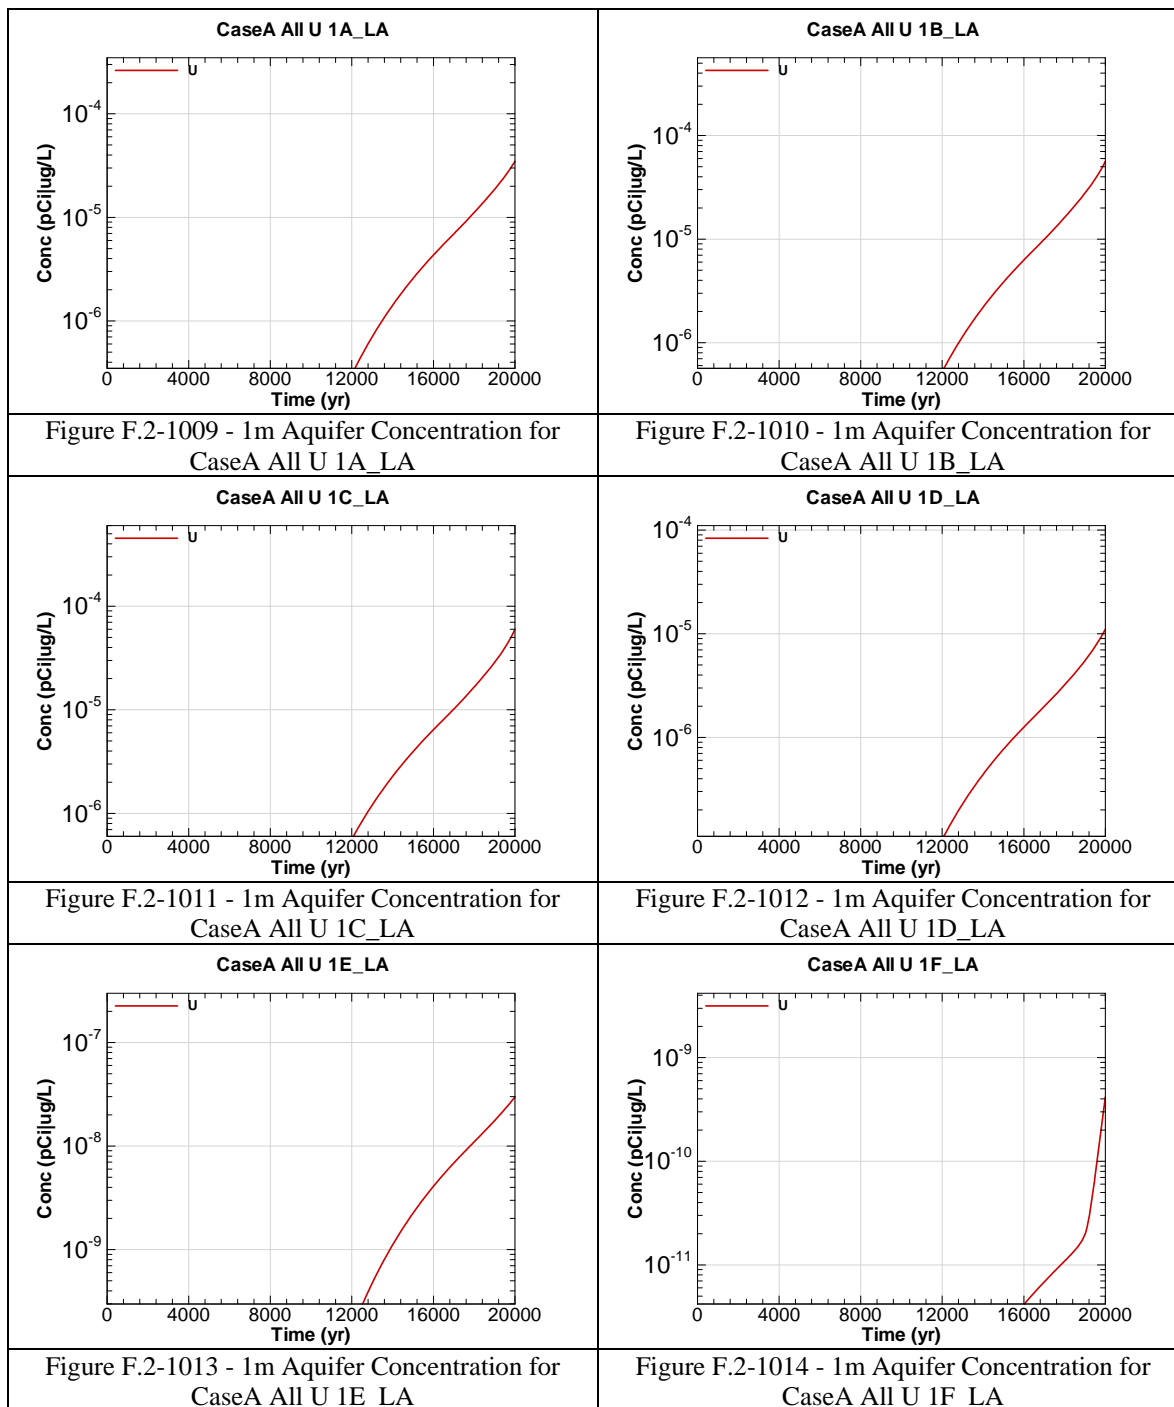 CaseA All U 1A_LA
U
10-4
10-5
10-6
Conc (pCi|ug/L)
0 4000 8000 12000 16000 20000
Time (yr)
Figure F.2-1009 - 1m Aquifer Concentration for
CaseA All U 1A_LA
CaseA All U 1B_LA
U
10-4
10-5
10-6
Conc (pCi|ug/L)
0 4000 8000 12000 16000 20000
Time (yr)
Figure F.2-1010 - 1m Aquifer Concentration for
CaseA All U 1B_LA
CaseA All U 1C_LA
U
10-4
10-5
10-6
Conc (pCi|ug/L)
0 4000 8000 12000 16000 20000
Time (yr)
Figure F.2-1011 - 1m Aquifer Concentration for
CaseA All U 1C_LA
CaseA All U 1D_LA
U
10-4
10-5
10-6
Conc (pCi|ug/L)
0 4000 8000 12000 16000 20000
Time (yr)
Figure F.2-1012 - 1m Aquifer Concentration for
CaseA All U 1D_LA
CaseA All U 1E_LA
U
10-7
10-8
10-9
Conc (pCi|ug/L)
0 4000 8000 12000 16000 20000
Time (yr)
Figure F.2-1013 - 1m Aquifer Concentration for
CaseA All U 1E_LA
CaseA All U 1F_LA
U
10-9
10-10
10-11
Conc (pCi|ug/L)
0 4000 8000 12000 16000 20000
Time (yr)
Figure F.2-1014 - 1m Aquifer Concentration for
CaseA All U 1F_LA